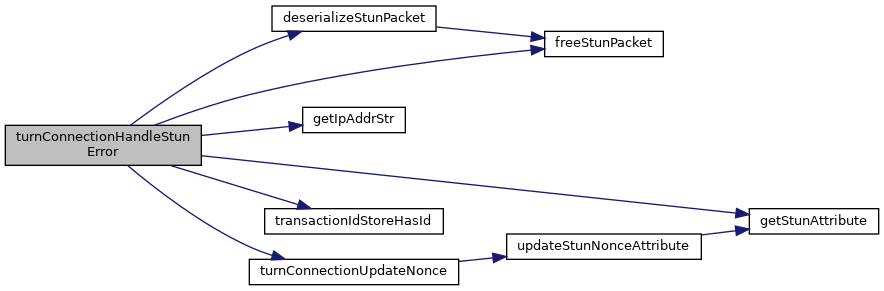 deserializeStunPacket
freeStunPacket
getIpAddrStr
turnConnectionHandleStun
Error
transactionIdStoreHasId
getStunAttribute
updateStunNonceAttribute
turnConnectionUpdateNonce